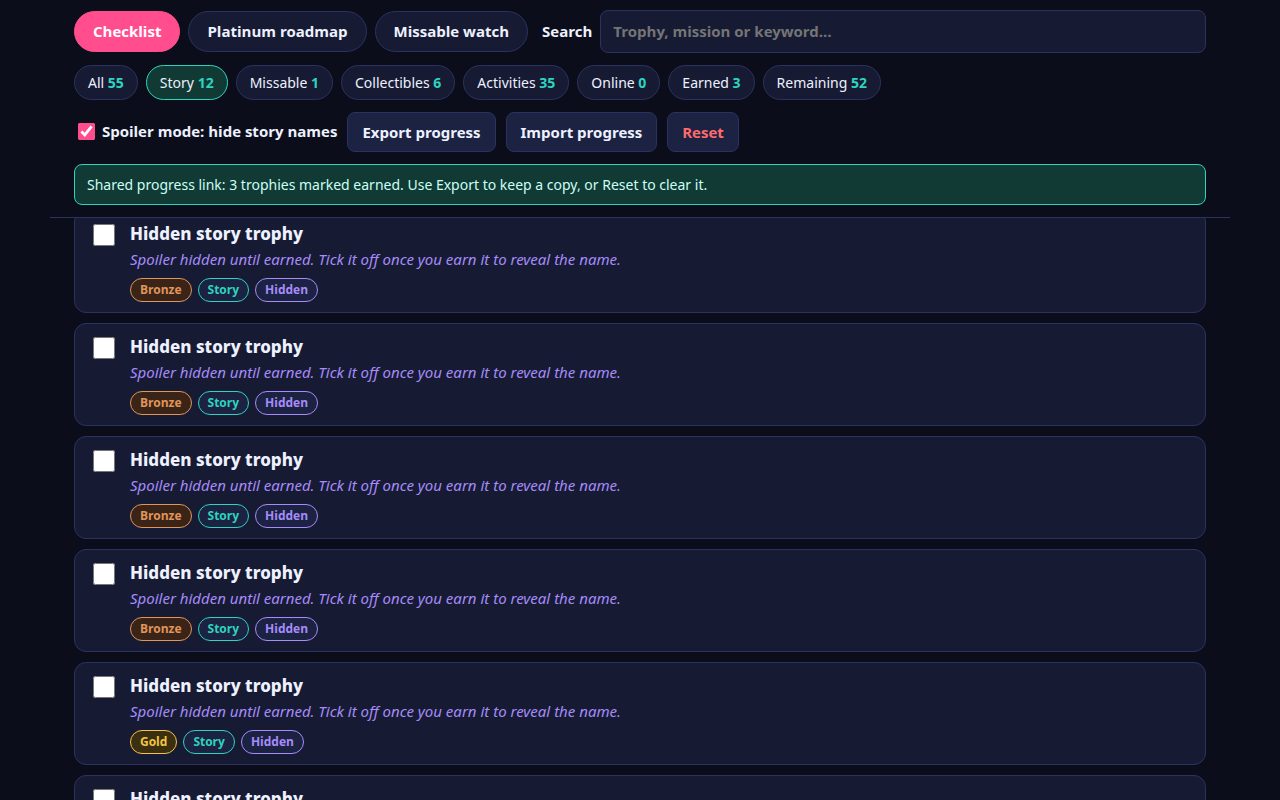 Checklist Platinum roadmap Missable watch Search Trophy, mission or keyword...
All 55 Story 12 Missable 1 Collectibles 6 Activities 35 Online 0 Earned 3 Remaining 52
Spoiler mode: hide story names Export progress Import progress Reset
Shared progress link: 3 trophies marked earned. Use Export to keep a copy, or Reset to clear it.
Hidden story trophy
Spoiler hidden until earned. Tick it off once you earn it to reveal the name.
Bronze Story Hidden
Hidden story trophy
Spoiler hidden until earned. Tick it off once you earn it to reveal the name.
Bronze Story Hidden
Hidden story trophy
Spoiler hidden until earned. Tick it off once you earn it to reveal the name.
Bronze Story Hidden
Hidden story trophy
Spoiler hidden until earned. Tick it off once you earn it to reveal the name.
Bronze Story Hidden
Hidden story trophy
Spoiler hidden until earned. Tick it off once you earn it to reveal the name.
Gold Story Hidden
Hidden story trophy